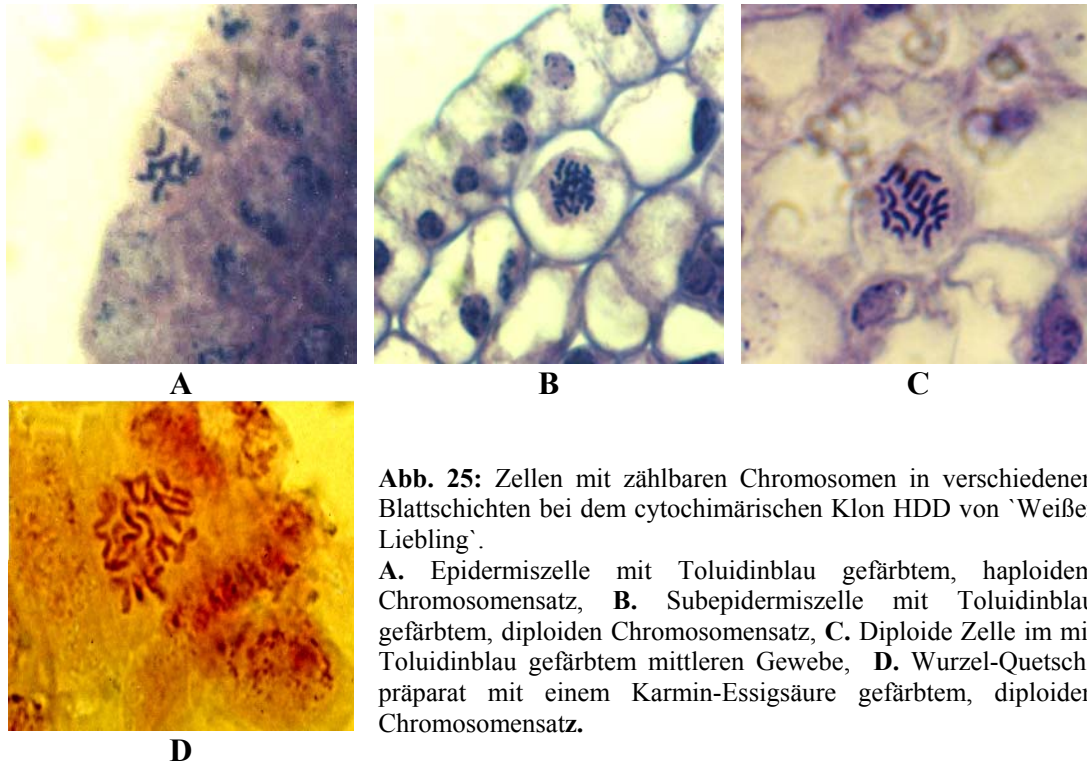 A
B
C
Abb. 25: Zellen mit zählbaren Chromosomen in verschiedenen
Blattschichten bei dem cytochimärischen Klon HDD von `Weißer
Liebling`.
A. Epidermiszelle mit Toluidinblau gefärbtem, haploidem
Chromosomensatz, B. Subepidermiszelle mit Toluidinblau
gefärbtem, diploiden Chromosomensatz, C. Diploide Zelle im mit
Toluidinblau gefärbtem mittleren Gewebe, D. Wurzel-Quetsch-
präparat mit einem Karmin-Essigsäure gefärbtem, diploiden
Chromosomensatz.
D